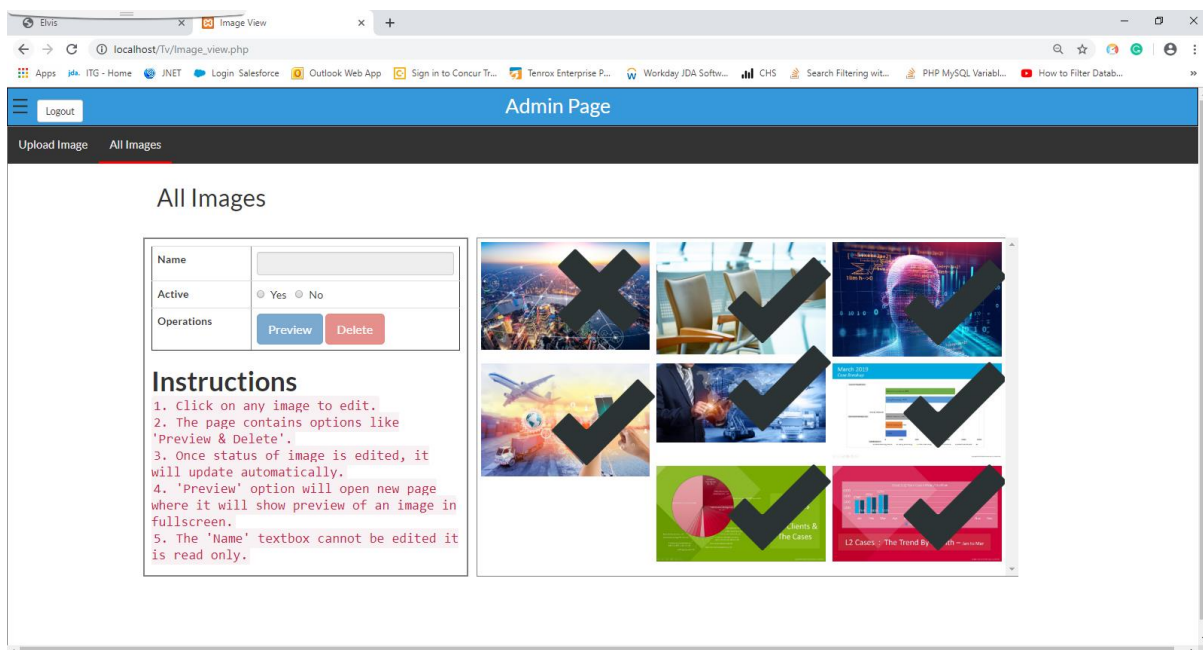 Elvis
Image View
localhost/Tv/Image_view.php
Apps
jda. ITG - Home
JNET
Login Salesforce
Outlook Web App
Sign in to Concur Tr...
Tenrox Enterprise P...
Workday JDA Softw...
CHS
Search Filtering wit...
PHP MySQL Variabl...
How to Filter Datab...
Logout
Admin Page
Upload Image
All Images
All Images
Name
Active
Yes
No
Operations
Preview
Delete
Instructions
1. Click on any image to edit.
2. The page contains options like
'Preview & Delete'.
3. Once status of image is edited, it
will update automatically.
4. 'Preview' option will open new page
where it will show preview of an image in
fullscreen.
5. The 'Name' textbox cannot be edited it
is read only.
March 2019
Clients &
The Cases
L2 Cases : The Trend By